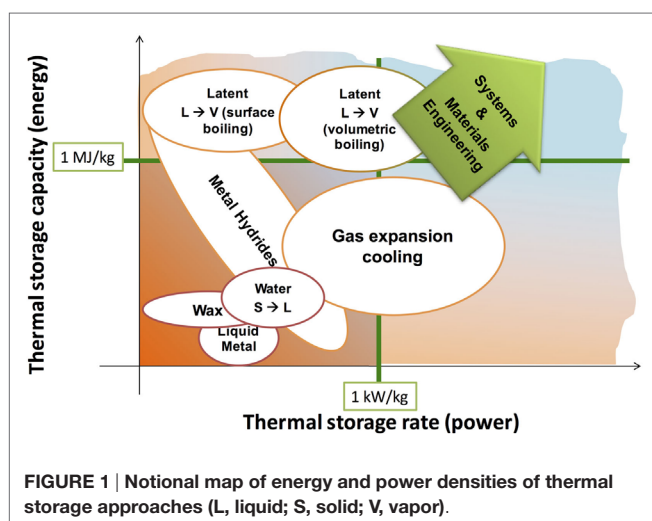 Thermal storage capacity (energy)
1 MJ/kg
Latent
L → V (surface
boiling)
Latent
L → V
(volumetric
boiling)
Systems
&
Materials
Engineering
Metal Hydrides
Gas expansion
cooling
Water
S → L
Wax
Liquid
Metal
1 kW/kg
Thermal storage rate (power)
FIGURE 1 | Notional map of energy and power densities of thermal
storage approaches (L, liquid; S, solid; V, vapor).